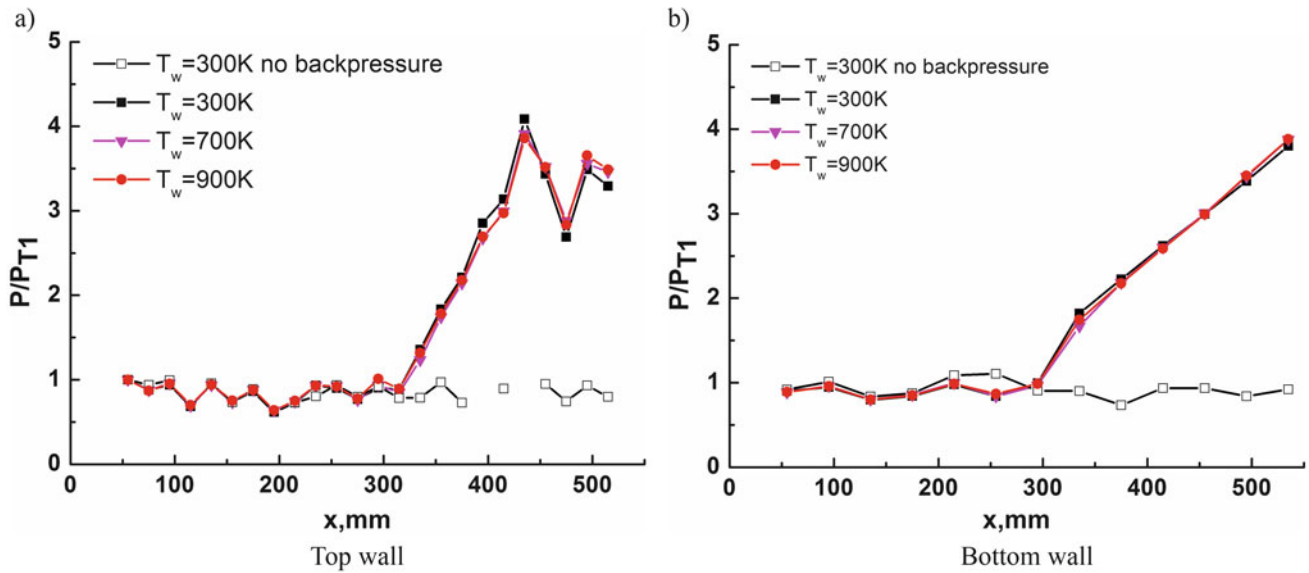 a)
5
4
3
2
1
0
P/P_T1
T_w=300K no backpressure
T_w=300K
T_w=700K
T_w=900K
0 100 200 300 400 500
x,mm
Top wall
b)
5
4
3
2
1
0
P/P_T1
T_w=300K no backpressure
T_w=300K
T_w=700K
T_w=900K
0 100 200 300 400 500
x,mm
Bottom wall